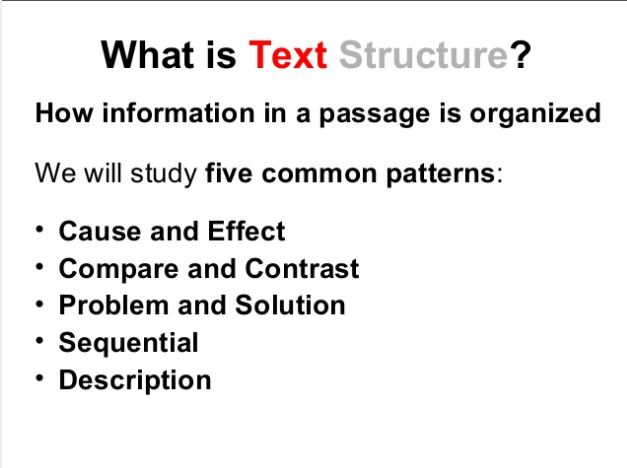 What is Text Structure?
How information in a passage is organized
We will study five common patterns:
• Cause and Effect
• Compare and Contrast
• Problem and Solution
• Sequential
• Description